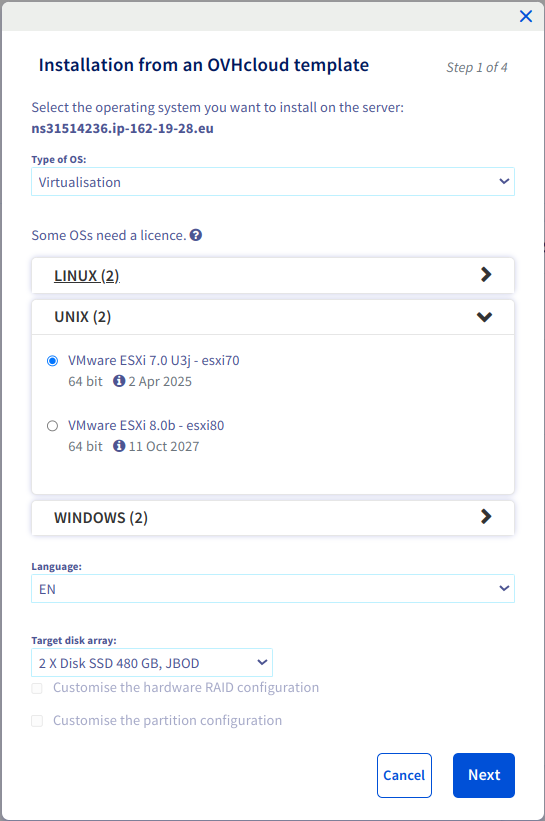 Installation from an OVHcloud template
Step 1 of 4
Select the operating system you want to install on the server:
ns31514236.ip-162-19-28.eu
Type of OS:
Virtualisation
Some OSs need a licence.
LINUX (2)
UNIX (2)
VMware ESXi 7.0 U3j - esxi70
64 bit 2 Apr 2025
VMware ESXi 8.0b - esxi80
64 bit 11 Oct 2027
WINDOWS (2)
Language:
EN
Target disk array:
2 X Disk SSD 480 GB, JBOD
Customise the hardware RAID configuration
Customise the partition configuration
Cancel
Next